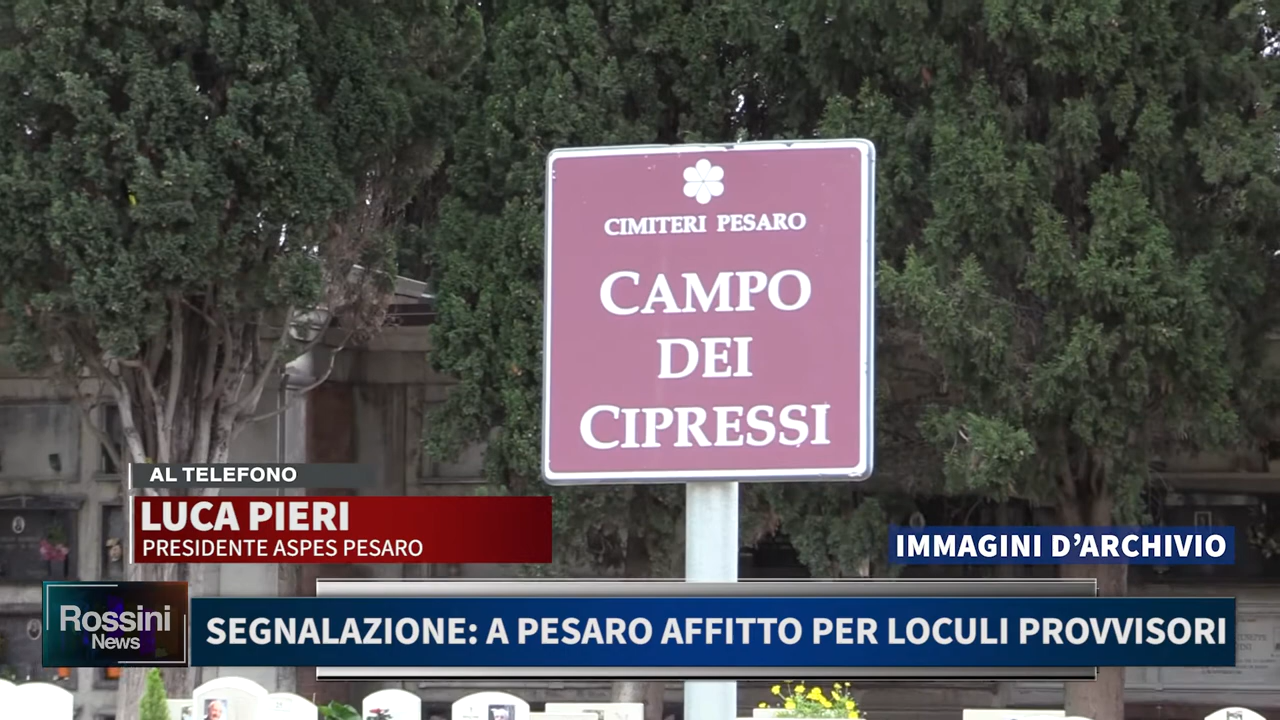 CIMITERI PESARO
CAMPO
DEI
CIPRESSI
AL TELEFONO
LUCA PIERI
PRESIDENTE ASPES PESARO
IMMAGINI D’ARCHIVIO
Rossini
News
SEGNALAZIONE: A PESARO AFFITTO PER LOCULI PROVVISORI